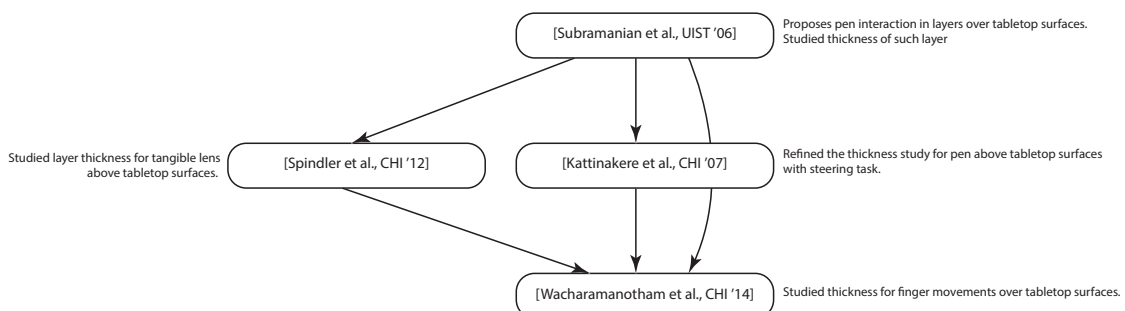 [Subramanian et al., UIST '06]
Proposes pen interaction in layers over tabletop surfaces.
Studied thickness of such layer
Studied layer thickness for tangible lens
above tabletop surfaces.
[Spindler et al., CHI '12]
[Kattinakere et al., CHI '07]
Refined the thickness study for pen above tabletop surfaces
with steering task.
[Wacharamanotham et al., CHI '14]
Studied thickness for finger movements over tabletop surfaces.